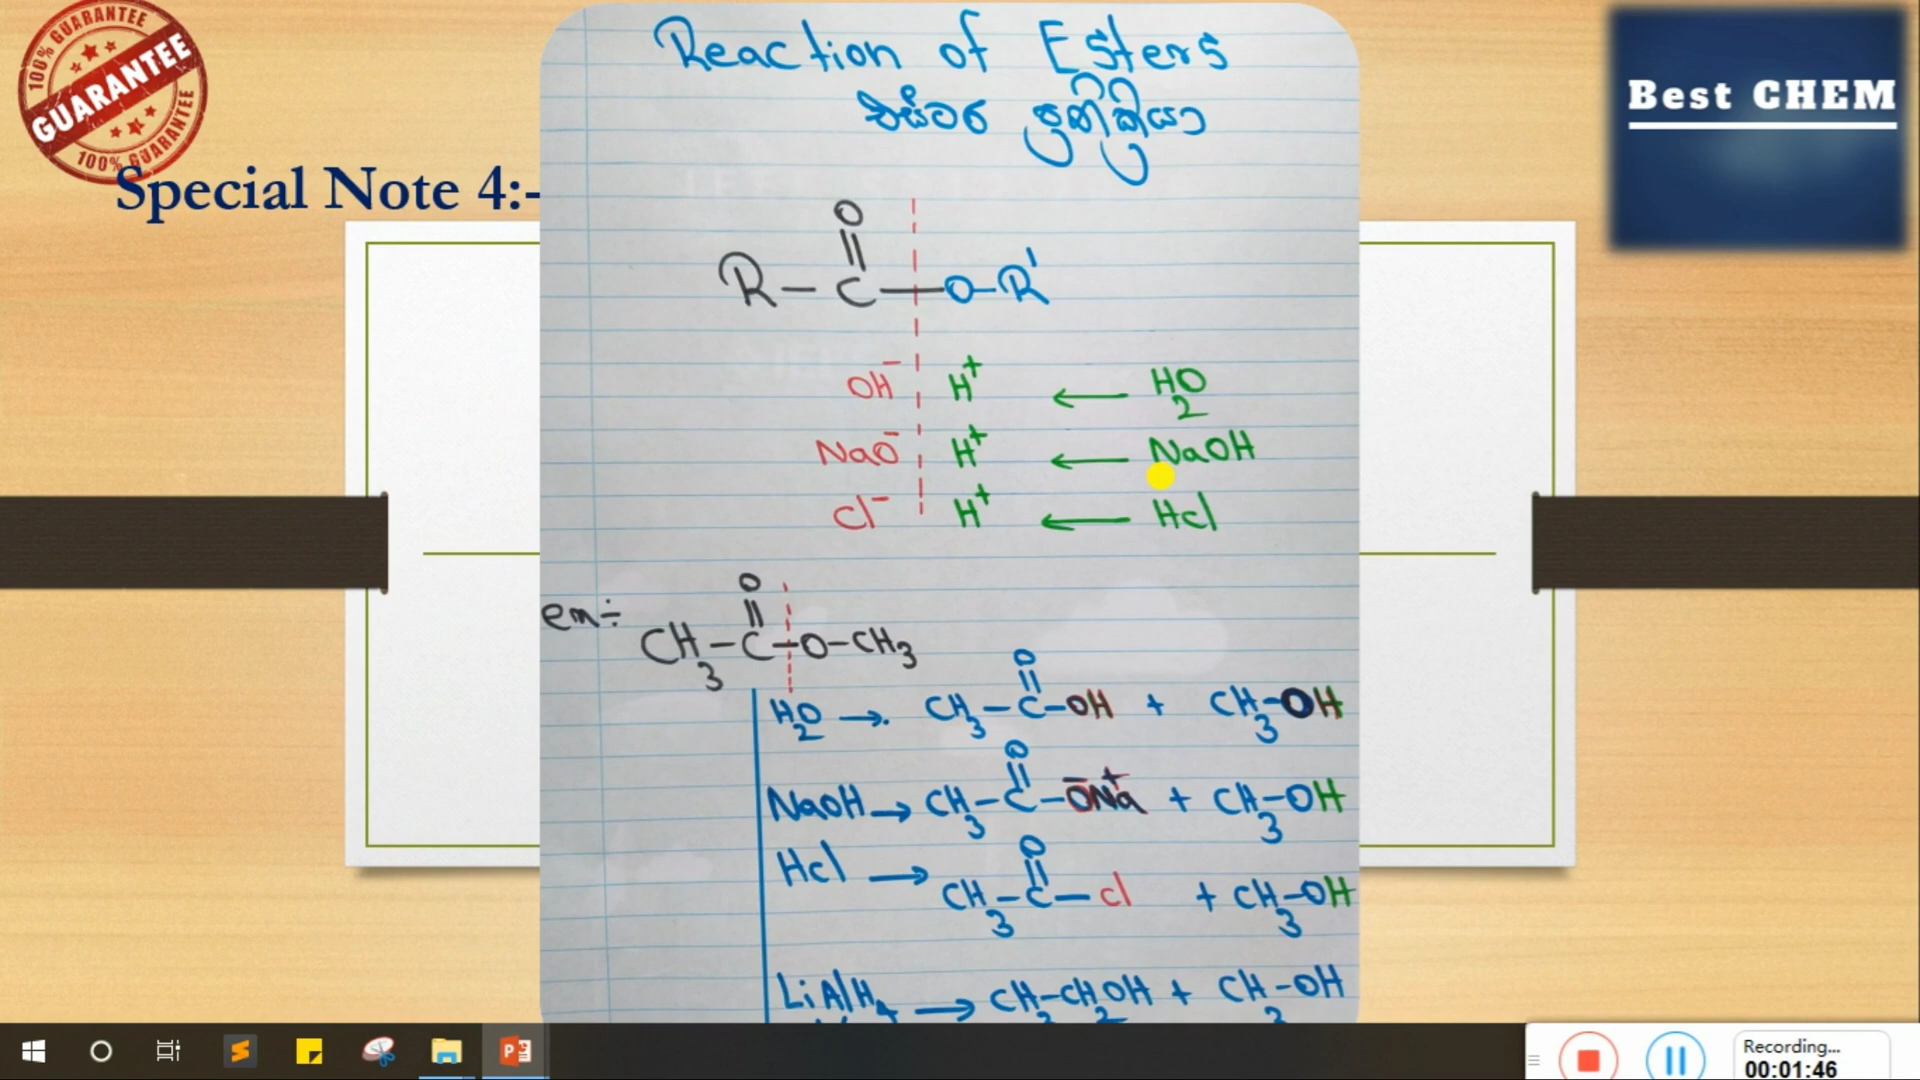 100% GUARANTEE
GUARANTEE
100% GUARANTEE
Special Note 4:-
Best CHEM
Reaction of Esters
එස්ටර ප්‍රතික්‍රියා
O
||
R – C — O–R'
OH⁻ H⁺ ← H₂O
NaO⁻ H⁺ ← NaOH
Cl⁻ H⁺ ← Hcl
O
||
ex÷ CH₃–C–O–CH₃
O
||
H₂O → CH₃–C–OH + CH₃–OH
O
||
NaOH → CH₃–C–O⁻Na⁺ + CH₃–OH
O
||
Hcl → CH₃–C–cl + CH₃–OH
LiAlH₄ → CH₃–CH₂OH + CH₃–OH
Recording...
00:01:46